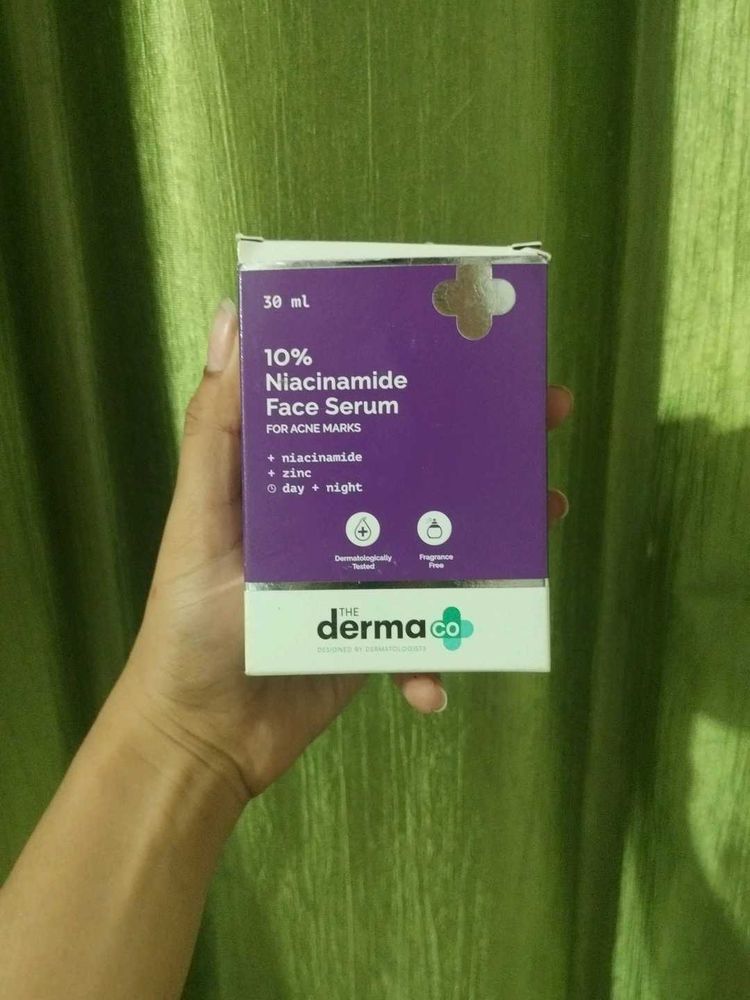 30 ml
10%
Niacinamide
Face Serum
FOR ACNE MARKS
+ niacinamide
+ zinc
day + night
Dermatologically
Tested
Fragrance
Free
THE
derma co
DESIGNED BY DERMATOLOGISTS